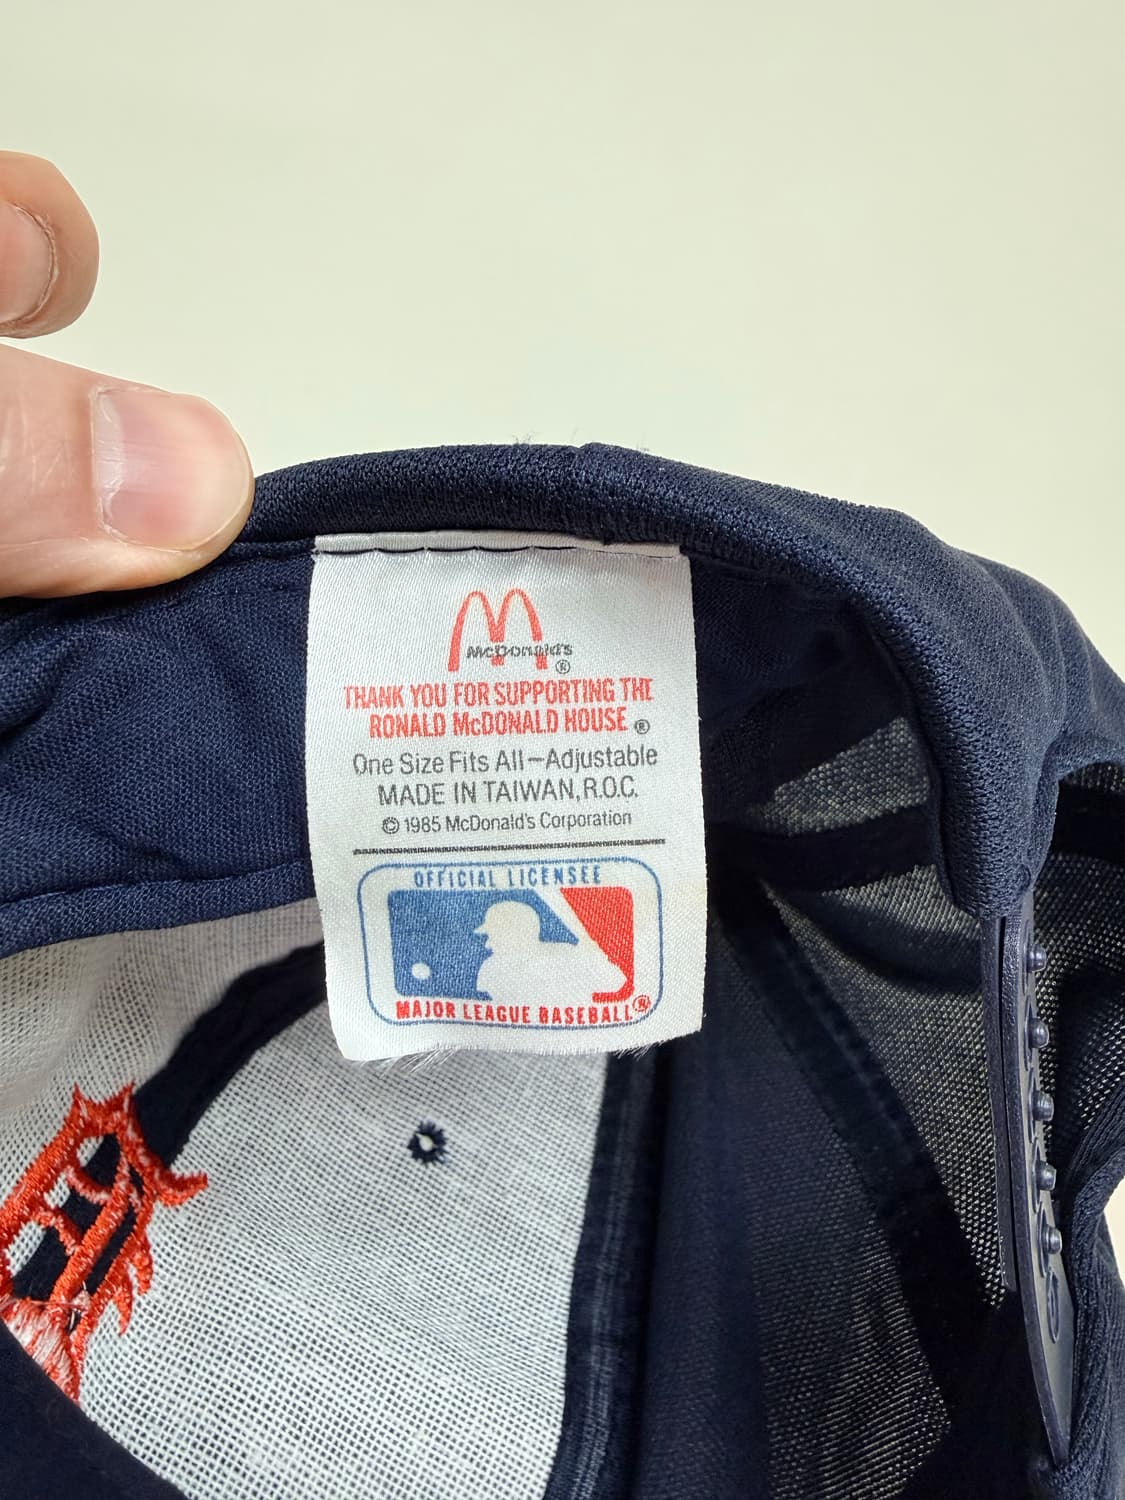 McDonald's
®
THANK YOU FOR SUPPORTING THE
RONALD McDONALD HOUSE ®
One Size Fits All—Adjustable
MADE IN TAIWAN, R.O.C.
© 1985 McDonald's Corporation
OFFICIAL LICENSEE
MAJOR LEAGUE BASEBALL ®